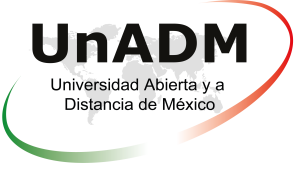 UnADM
Universidad Abierta y a
Distancia de México